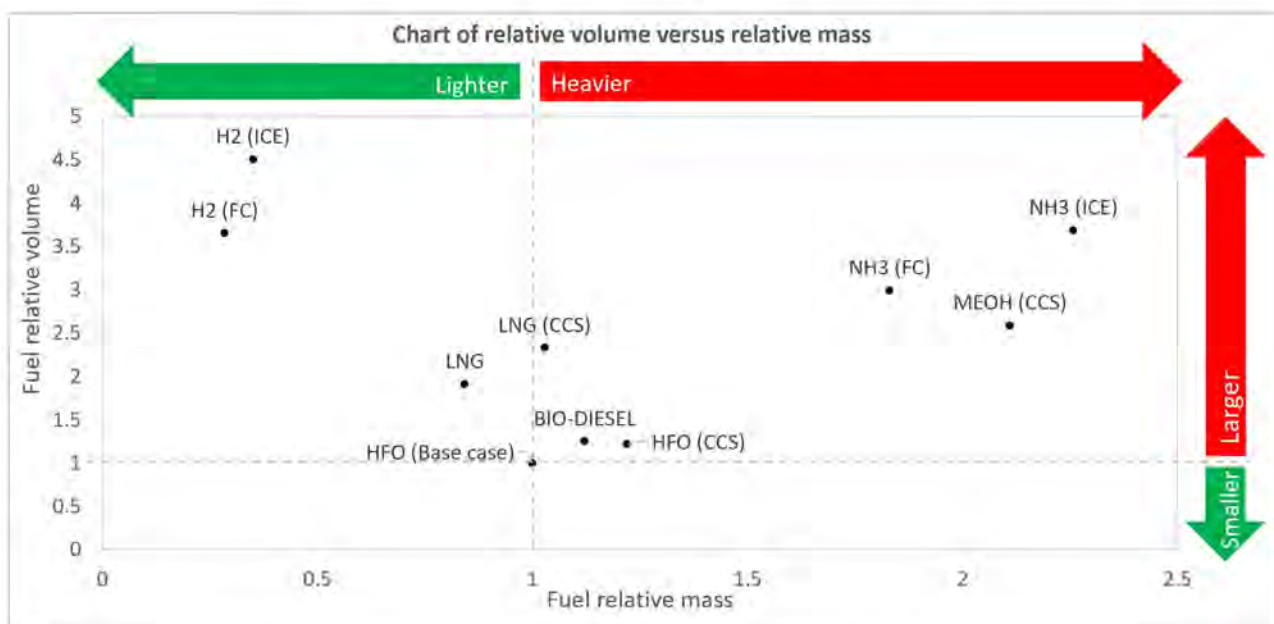 Chart of relative volume versus relative mass
Lighter
Heavier
5
4.5
4
3.5
3
2.5
2
1.5
1
0.5
0
Fuel relative volume
H2 (ICE)
H2 (FC)
NH3 (ICE)
NH3 (FC)
MEOH (CCS)
LNG (CCS)
LNG
BIO-DIESEL
HFO (Base case)
HFO (CCS)
Larger
Smaller
0
0.5
1
1.5
2
2.5
Fuel relative mass